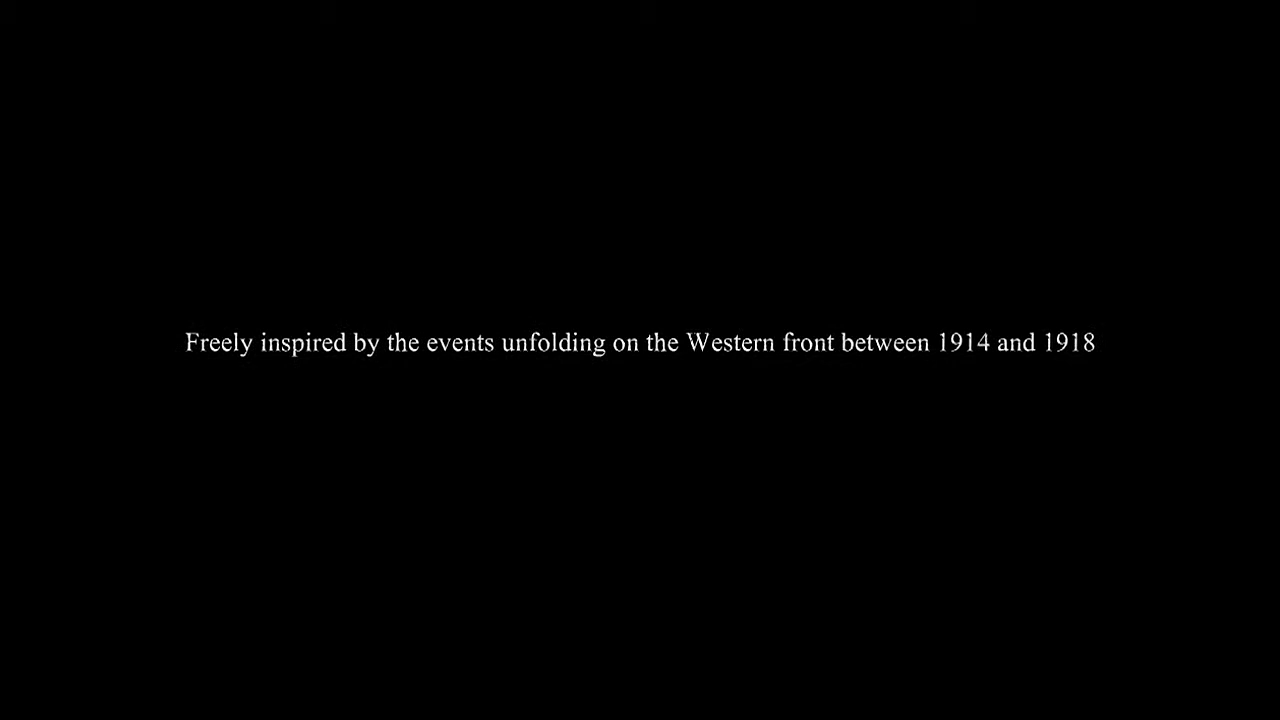 Freely inspired by the events unfolding on the Western front between 1914 and 1918